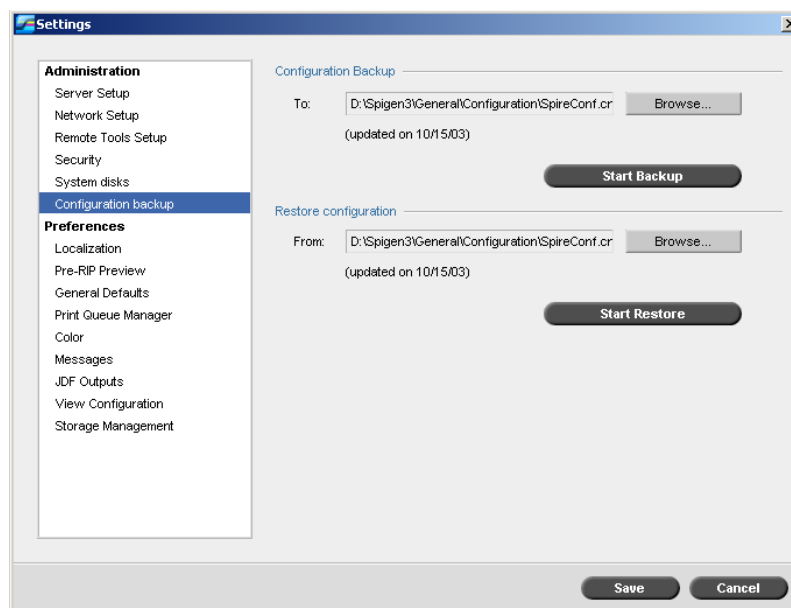 Settings
Administration
Server Setup
Network Setup
Remote Tools Setup
Security
System disks
Configuration backup
Preferences
Localization
Pre-RIP Preview
General Defaults
Print Queue Manager
Color
Messages
JDF Outputs
View Configuration
Storage Management
Configuration Backup
To: D:\Spigen3\General\Configuration\SpireConf.cr Browse...
(updated on 10/15/03)
Start Backup
Restore configuration
From: D:\Spigen3\General\Configuration\SpireConf.cr Browse...
(updated on 10/15/03)
Start Restore
Save Cancel